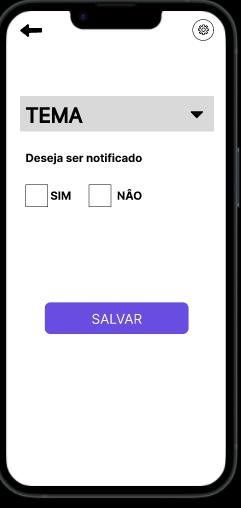 TEMA
Deseja ser notificado
SIM NÂO
SALVAR